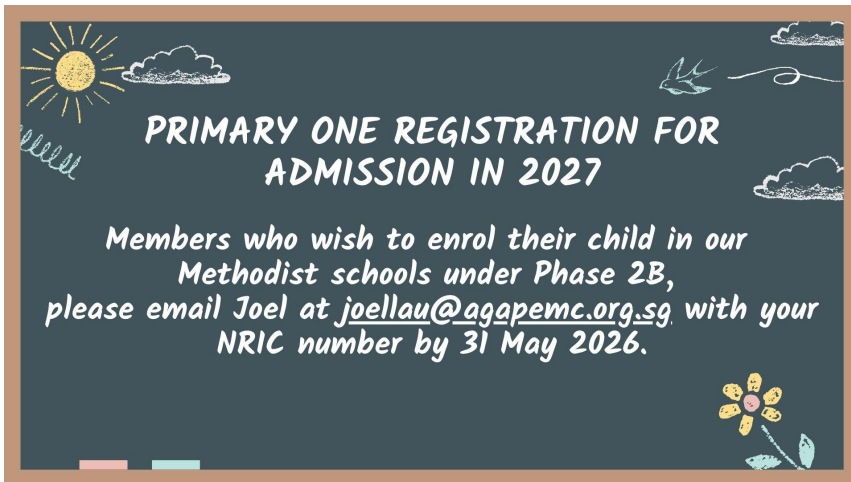 PRIMARY ONE REGISTRATION FOR
ADMISSION IN 2027
Members who wish to enrol their child in our
Methodist schools under Phase 2B,
please email Joel at joellau@agapemc.org.sg with your
NRIC number by 31 May 2026.